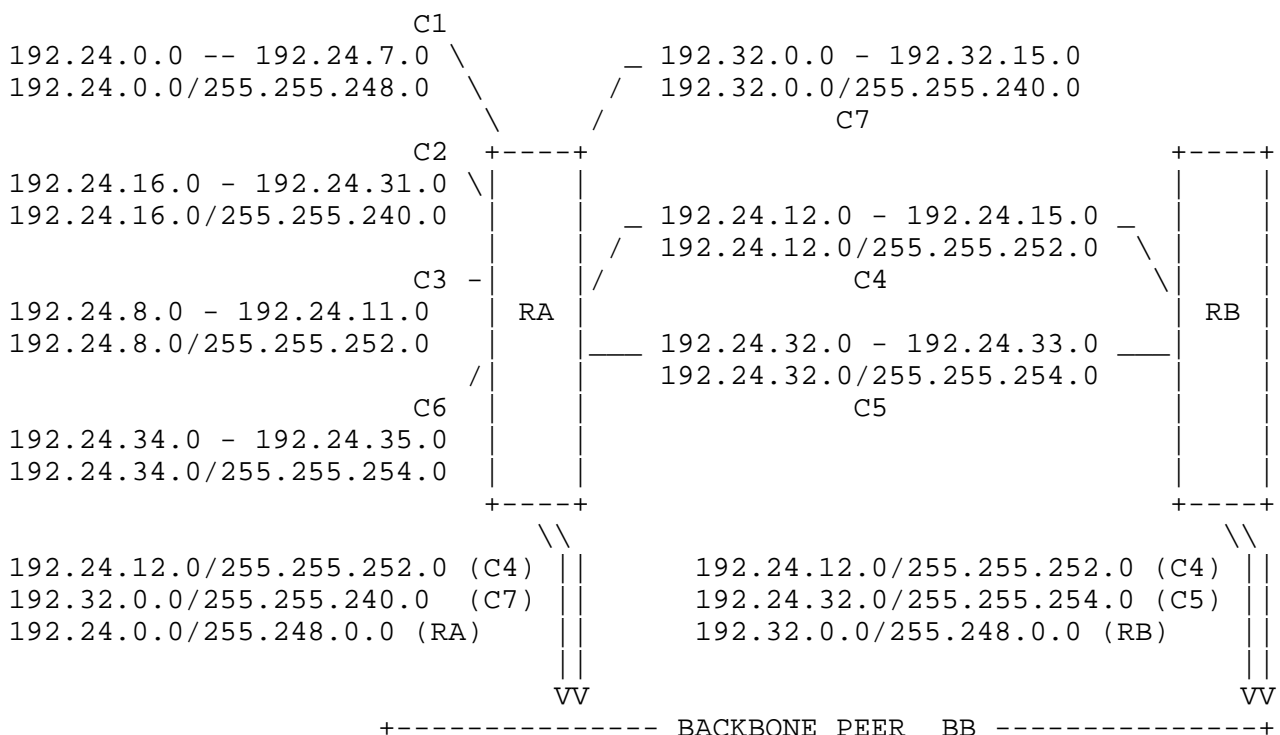 C1
192.24.0.0 -- 192.24.7.0 \         _ 192.32.0.0 - 192.32.15.0
192.24.0.0/255.255.248.0  \       /  192.32.0.0/255.255.240.0
                           \     /              C7
C2  +----+                                +----+
192.24.16.0 - 192.24.31.0 \|    |                                |    |
192.24.16.0/255.255.240.0  |    |  _ 192.24.12.0 - 192.24.15.0 _  |    |
|    | /  192.24.12.0/255.255.252.0  \ |    |
C3 -|    |/              C4                \|    |
192.24.8.0 - 192.24.11.0   | RA |                                | RB |
192.24.8.0/255.255.252.0   |    |___ 192.24.32.0 - 192.24.33.0 ___|    |
/|    |    192.24.32.0/255.255.254.0    |    |
C6   |    |              C5                |    |
192.24.34.0 - 192.24.35.0  |    |                                |    |
192.24.34.0/255.255.254.0  |    |                                |    |
+----+                                +----+
\\                                    \\
192.24.12.0/255.255.252.0 (C4) ||     192.24.12.0/255.255.252.0 (C4) ||
192.32.0.0/255.255.240.0  (C7) ||     192.24.32.0/255.255.254.0 (C5) ||
192.24.0.0/255.248.0.0 (RA)    ||     192.32.0.0/255.248.0.0 (RB)    ||
||                                    ||
VV                                    VV
+--------------- BACKBONE PEER  BB ---------------+